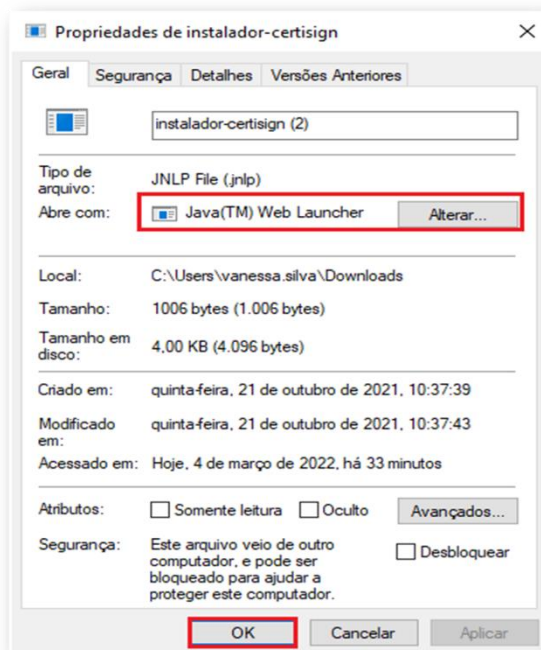 Propriedades de instalador-certisign
Geral Segurança Detalhes Versões Anteriores
instalador-certisign (2)
Tipo de
arquivo: JNLP File (.jnlp)
Abre com: Java(TM) Web Launcher Alterar...
Local: C:\Users\vanessa.silva\Downloads
Tamanho: 1006 bytes (1.006 bytes)
Tamanho em
disco: 4,00 KB (4.096 bytes)
Criado em: quinta-feira, 21 de outubro de 2021, 10:37:39
Modificado
em: quinta-feira, 21 de outubro de 2021, 10:37:43
Acessado em: Hoje, 4 de março de 2022, há 33 minutos
Atributos: Somente leitura Oculto Avançados...
Segurança: Este arquivo veio de outro
computador, e pode ser
bloqueado para ajudar a
proteger este computador.
Desbloquear
OK Cancelar Aplicar